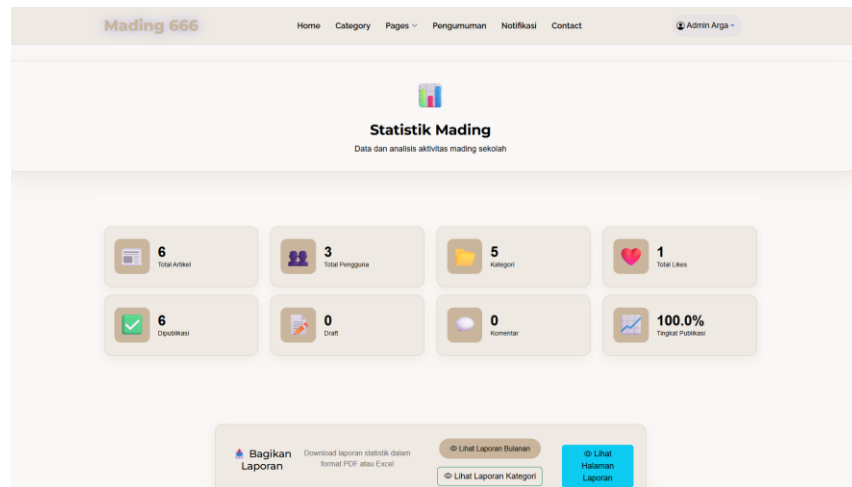 Mading 666
Home Category Pages Pengumuman Notifikasi Contact
Admin Arga
Statistik Mading
Data dan analisis aktivitas mading sekolah
6
Total Artikel
3
Total Pengguna
5
Kategori
1
Total Likes
6
Dipublikasi
0
Draft
0
Komentar
100.0%
Tingkat Publikasi
Bagikan
Laporan
Download laporan statistik dalam
format PDF atau Excel
Lihat Laporan Bulanan
Lihat Laporan Kategori
Lihat
Halaman
Laporan